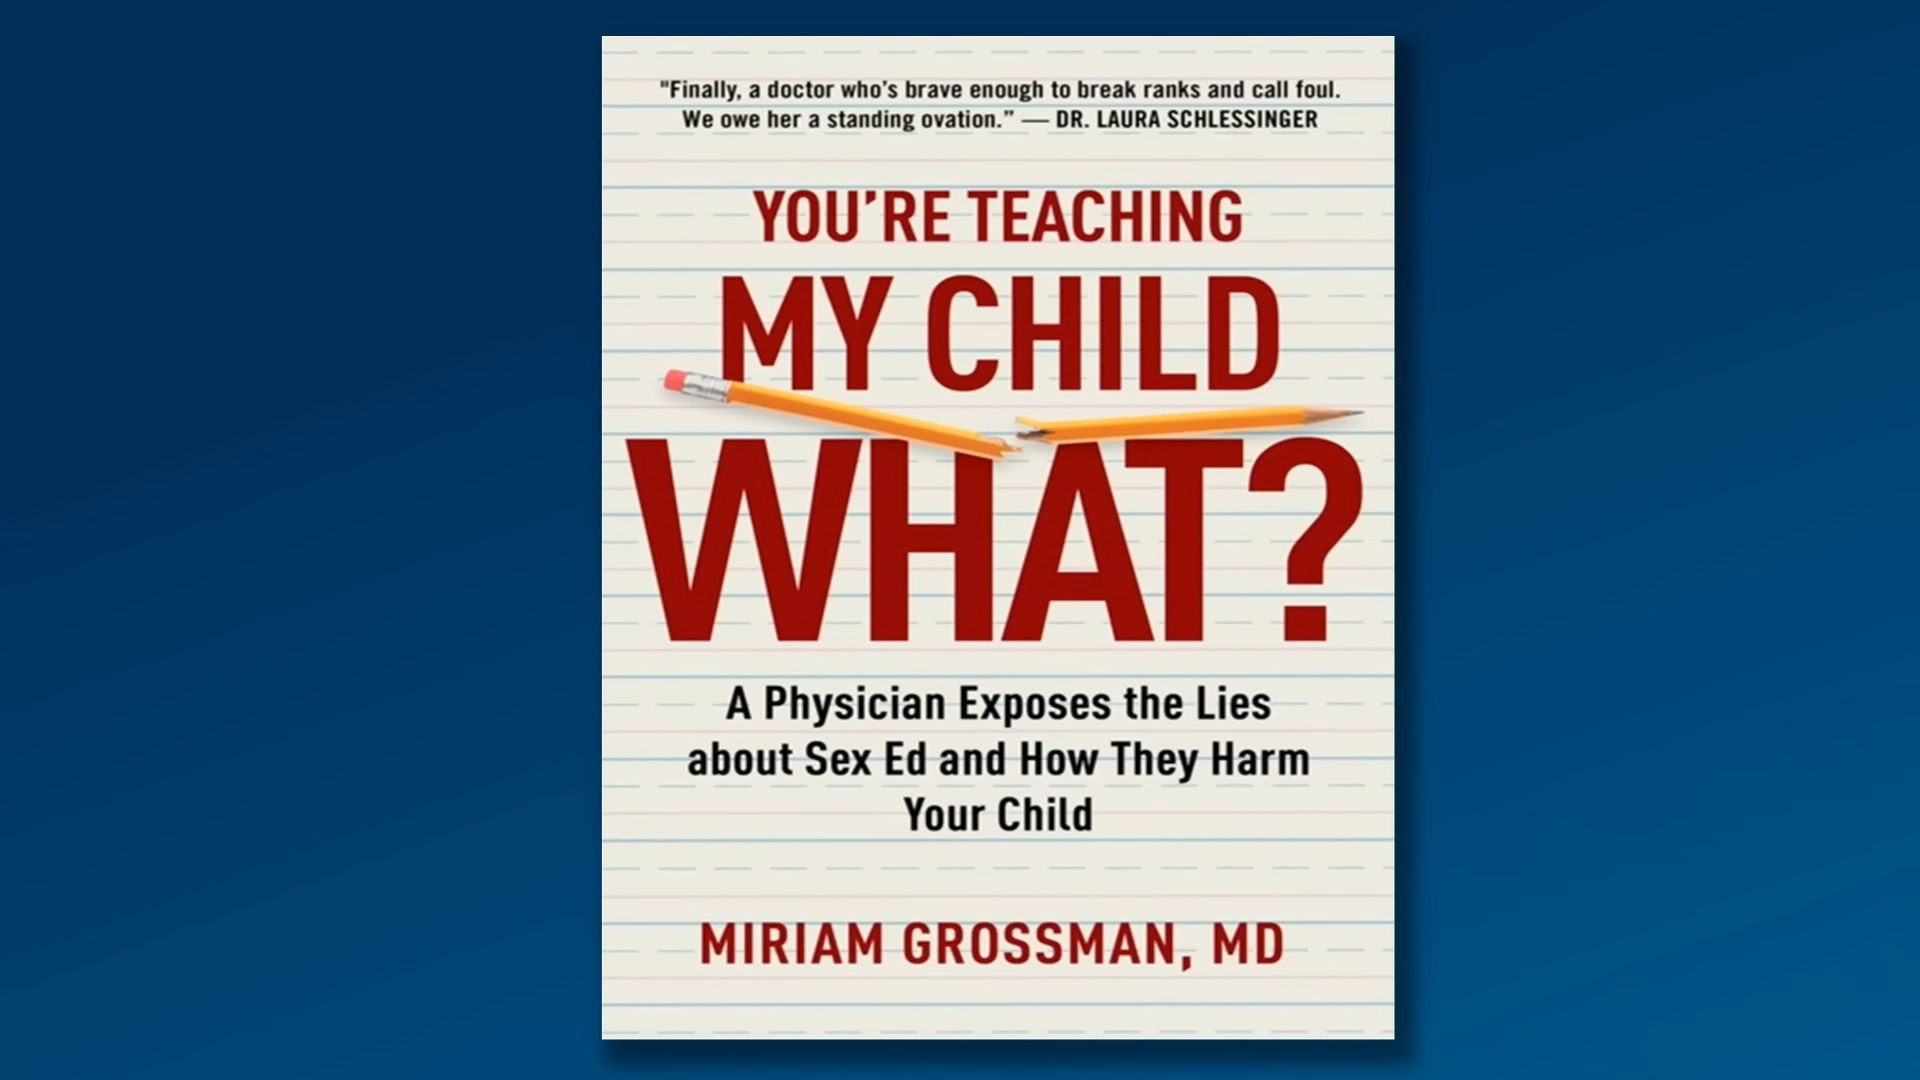 "Finally, a doctor who's brave enough to break ranks and call foul.
We owe her a standing ovation.” — DR. LAURA SCHLESSINGER
YOU’RE TEACHING
MY CHILD
WHAT?
A Physician Exposes the Lies
about Sex Ed and How They Harm
Your Child
MIRIAM GROSSMAN, MD